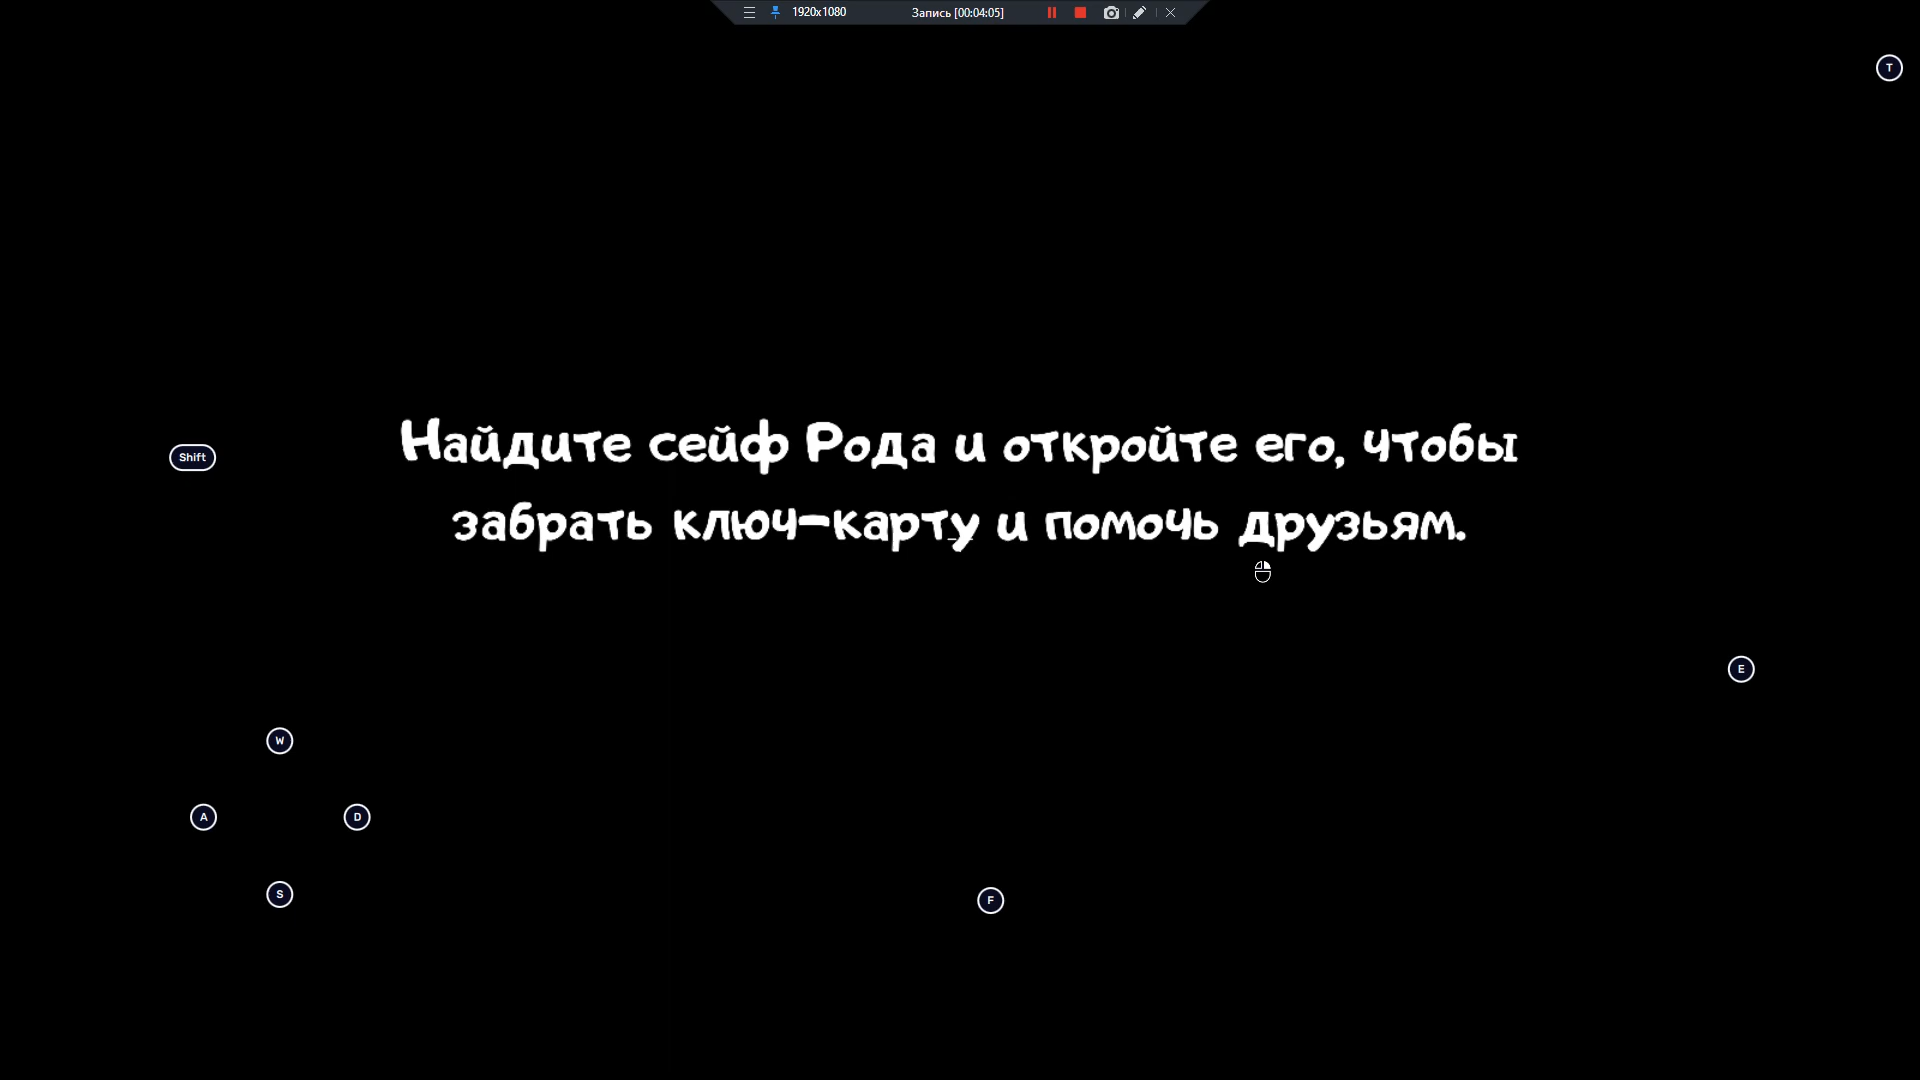 1920x1080 Запись [00:04:05]
T
Найдите сейф Рода и откройте его, чтобы
Shift
забрать ключ-карту и помочь друзьям.
E
W
A D
S
F